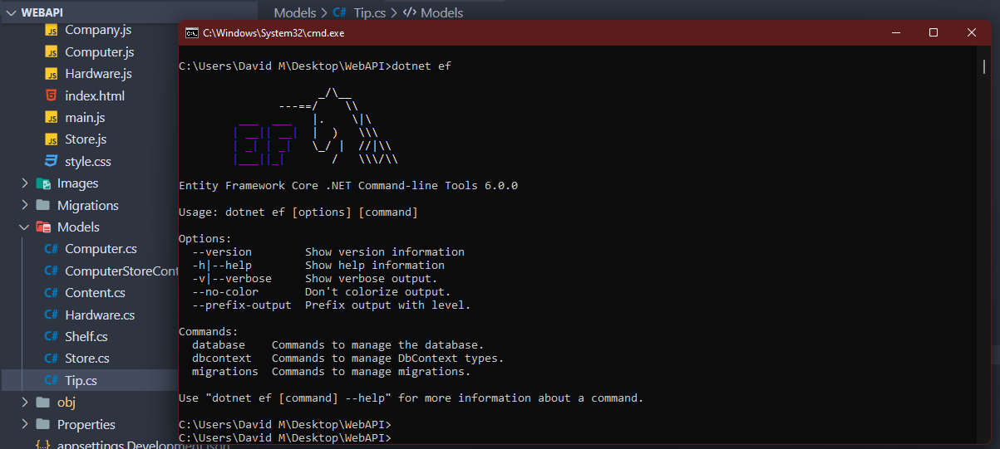 WEBAPI
Company.js
Computer.js
Hardware.js
index.html
main.js
Store.js
style.css
Images
Migrations
Models
Computer.cs
ComputerStoreCont
Content.cs
Hardware.cs
Shelf.cs
Store.cs
Tip.cs
obj
Properties
appsettings.Development.json
Models > C# Tip.cs > Models
C:\Windows\System32\cmd.exe
C:\Users\David M\Desktop\WebAPI>dotnet ef
                     _/\__
               ---==/    \\
         ___  ___   |.    \|\
        | __|| __|  |  )   \\\
        | _| | _|   \_/ |  //|\\
        |___||_|       /   \\\/\\
Entity Framework Core .NET Command-line Tools 6.0.0
Usage: dotnet ef [options] [command]
Options:
  --version        Show version information
  -h|--help        Show help information
  -v|--verbose     Show verbose output.
  --no-color       Don't colorize output.
  --prefix-output  Prefix output with level.
Commands:
  database    Commands to manage the database.
  dbcontext   Commands to manage DbContext types.
  migrations  Commands to manage migrations.
Use "dotnet ef [command] --help" for more information about a command.
C:\Users\David M\Desktop\WebAPI>
C:\Users\David M\Desktop\WebAPI>